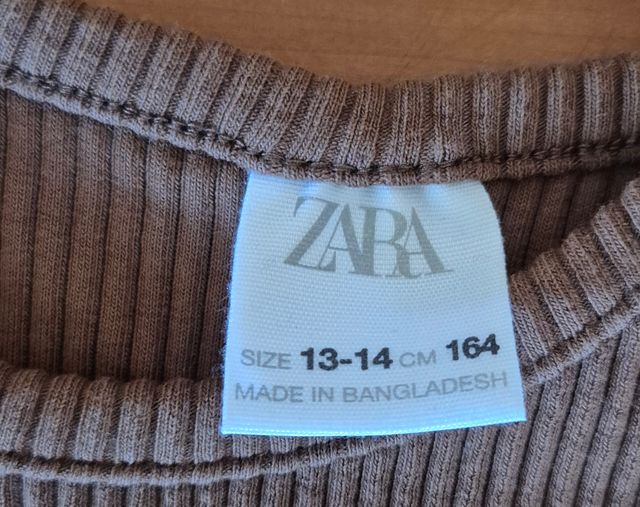 ZARA
SIZE 13-14 CM 164
MADE IN BANGLADESH